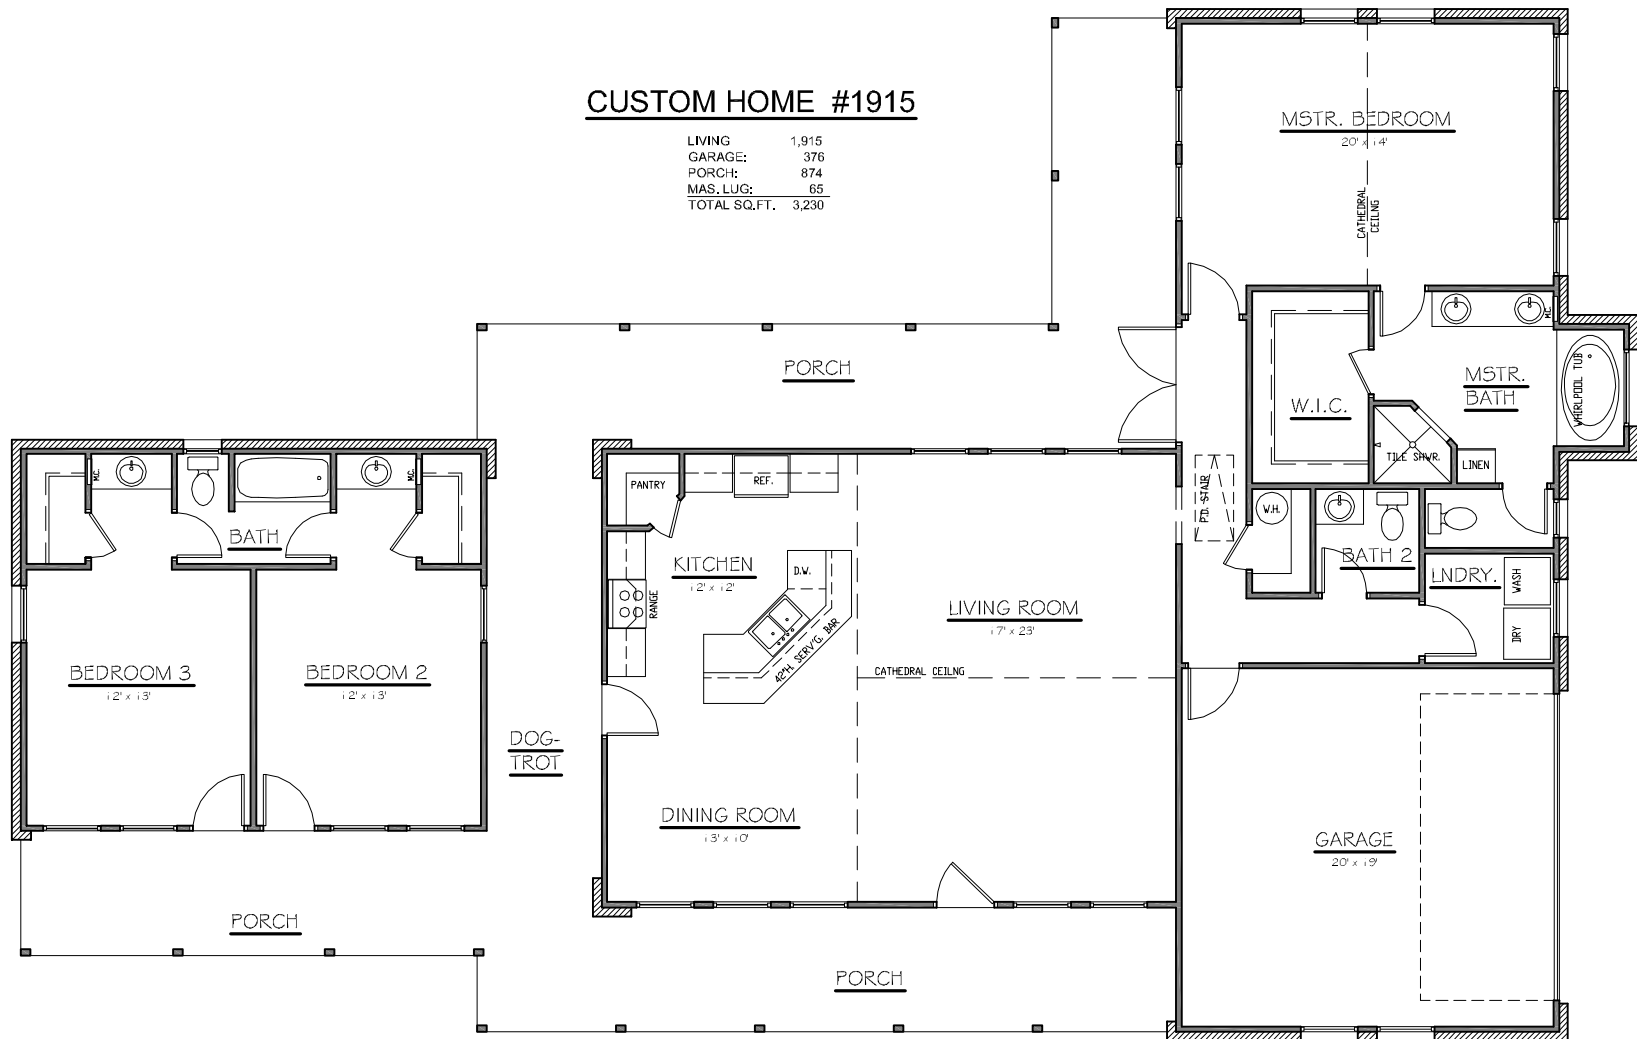 CUSTOM HOME #1915
LIVING 1,915
GARAGE: 376
PORCH: 874
MAS. LUG: 65
TOTAL SQ.FT. 3,230
MSTR. BEDROOM
20' x 14'
CATHEDRAL
CEILNG
PORCH
W.I.C.
MSTR.
BATH
M.C.
WHIRLPOOL TUB
TILE SHWR.
LINEN
M.C.
BATH
M.C.
PANTRY
REF.
P.D. STAIR
W.H.
BATH 2
LNDRY.
WASH
DRY
KITCHEN
12' x 12'
D.W.
RANGE
42"H. SERV'G. BAR
LIVING ROOM
17' x 23'
CATHEDRAL CEILNG
BEDROOM 3
12' x 13'
BEDROOM 2
12' x 13'
DOG-
TROT
DINING ROOM
13' x 10'
GARAGE
20' x 19'
PORCH
PORCH